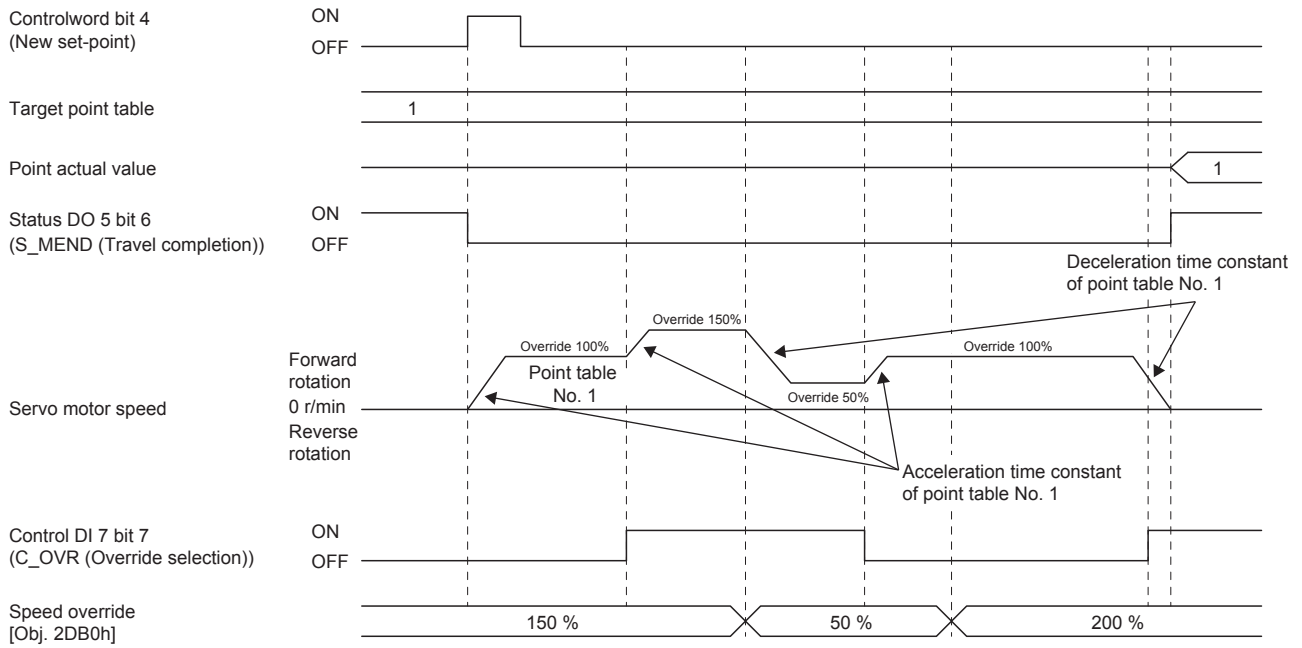 Controlword bit 4
(New set-point)
ON
OFF
Target point table
1
Point actual value
1
Status DO 5 bit 6
(S_MEND (Travel completion))
ON
OFF
Deceleration time constant
of point table No. 1
Servo motor speed
Forward
rotation
0 r/min
Reverse
rotation
Override 100%
Point table
No. 1
Override 150%
Override 50%
Override 100%
Acceleration time constant
of point table No. 1
Control DI 7 bit 7
(C_OVR (Override selection))
ON
OFF
Speed override
[Obj. 2DB0h]
150 %
50 %
200 %